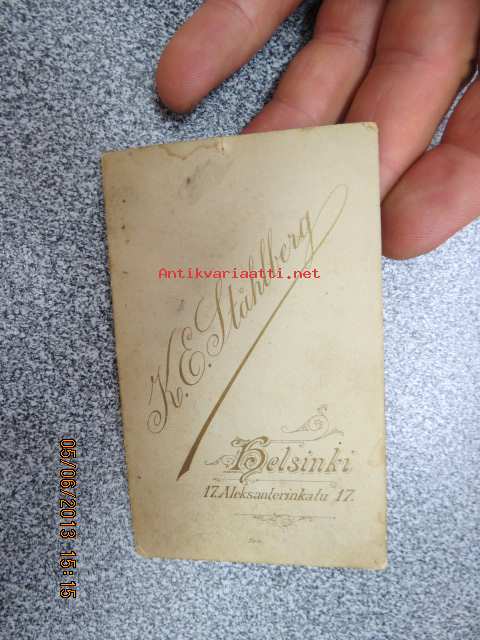 Antikvariaatti.net
K.E. Ståhlberg
Helsinki
17. Aleksanterinkatu 17.
05/06/2013 15:15